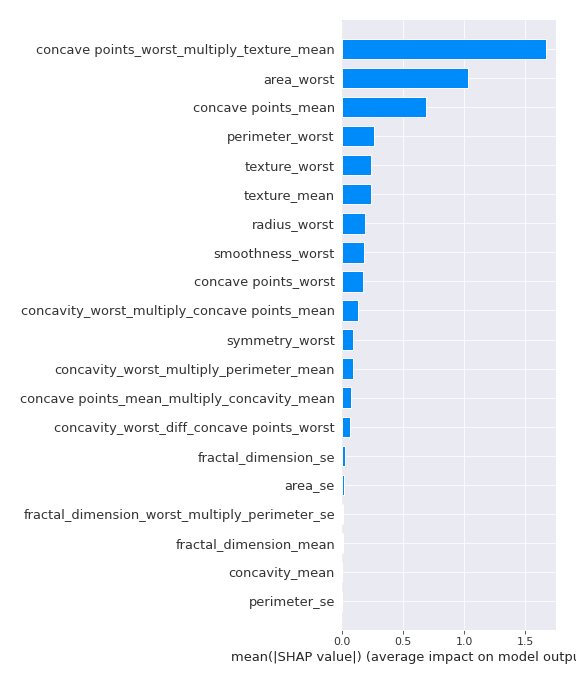 concave points_worst_multiply_texture_mean
area_worst
concave points_mean
perimeter_worst
texture_worst
texture_mean
radius_worst
smoothness_worst
concave points_worst
concavity_worst_multiply_concave points_mean
symmetry_worst
concavity_worst_multiply_perimeter_mean
concave points_mean_multiply_concavity_mean
concavity_worst_diff_concave points_worst
fractal_dimension_se
area_se
fractal_dimension_worst_multiply_perimeter_se
fractal_dimension_mean
concavity_mean
perimeter_se
0.0 0.5 1.0 1.5
mean(|SHAP value|) (average impact on model outpu